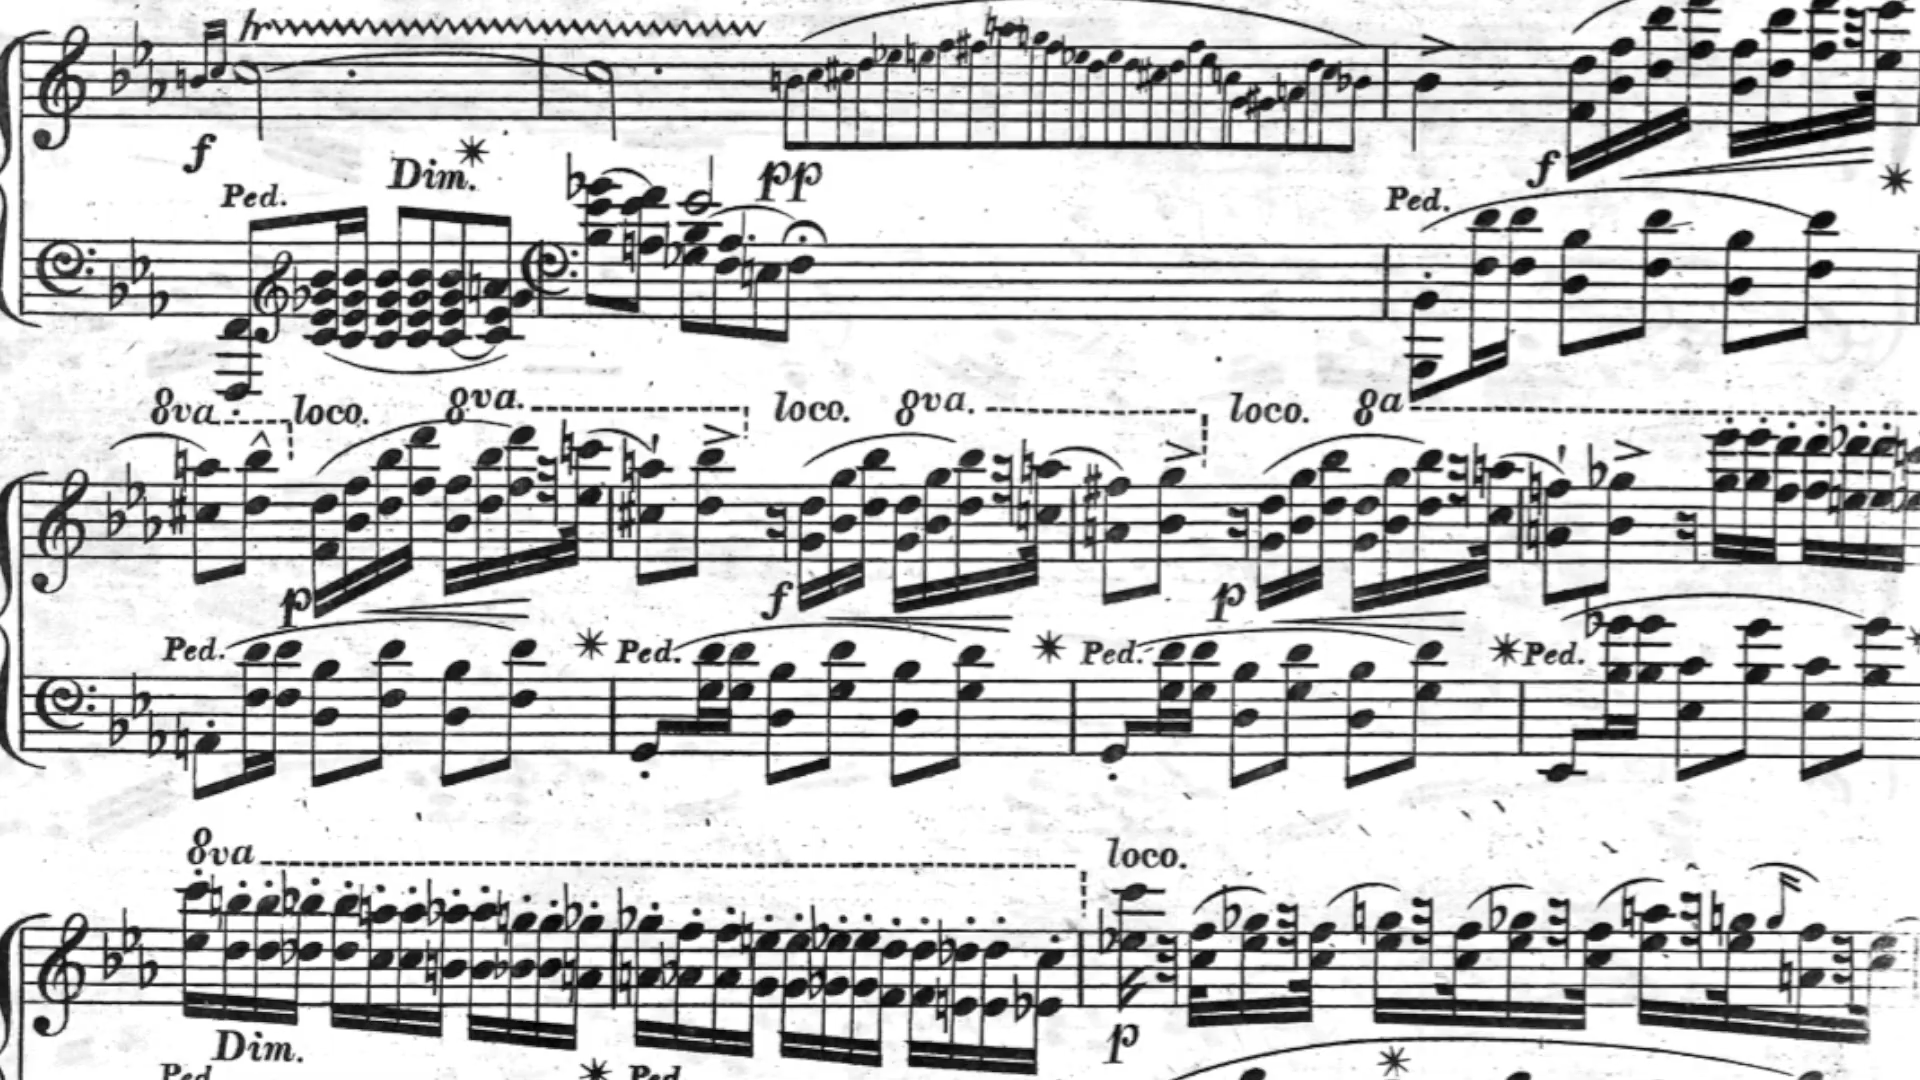 tr
f Dim. pp f
Ped. Ped.
8va. loco. 8va. loco. 8va. loco. 8a
p f p
Ped. Ped. Ped. Ped.
8va loco.
Dim. p
Ped Ped.